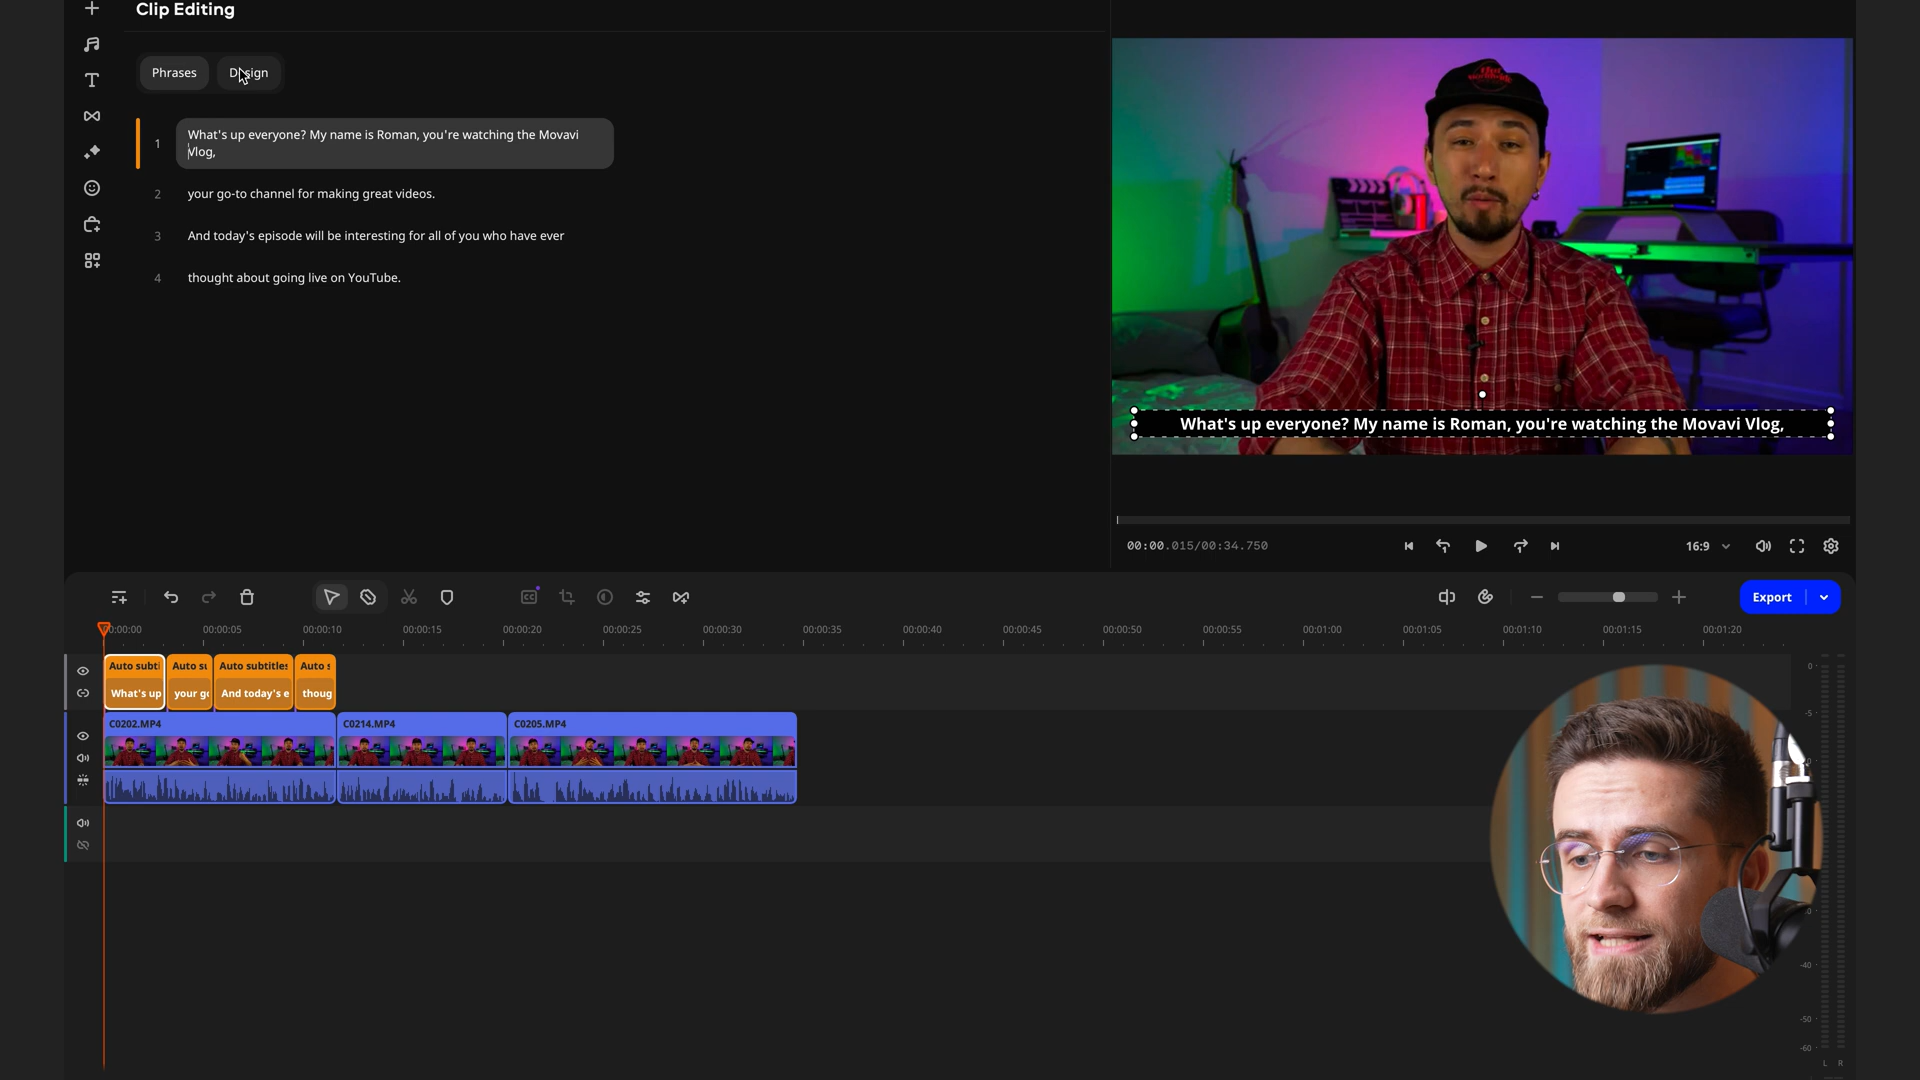 Clip Editing
Phrases
Design
1
What's up everyone? My name is Roman, you're watching the Movavi
Vlog,
2
your go-to channel for making great videos.
3
And today's episode will be interesting for all of you who have ever
4
thought about going live on YouTube.
What's up everyone? My name is Roman, you're watching the Movavi Vlog,
00:00.015/00:34.750
16:9
CC
Export
00:00:00
00:00:05
00:00:10
00:00:15
00:00:20
00:00:25
00:00:30
00:00:35
00:00:40
00:00:45
00:00:50
00:00:55
00:01:00
00:01:05
00:01:10
00:01:15
00:01:20
Auto subti
Auto su
Auto subtitles
Auto s
What's up
your go
And today's e
thoug
C0202.MP4
C0214.MP4
C0205.MP4
0
-5
-40
-50
-60
L R